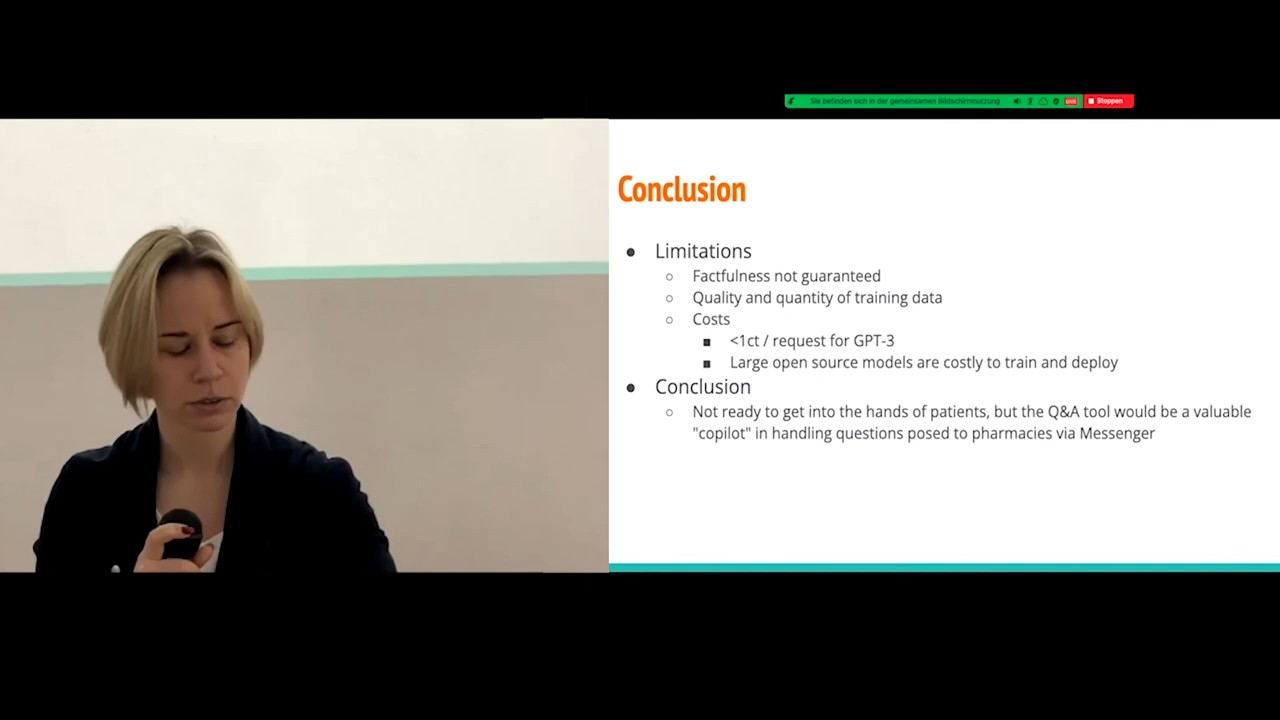 Sie befinden sich in der gemeinsamen Bildschirmnutzung
LIVE
Stoppen
Conclusion
Limitations
Factfulness not guaranteed
Quality and quantity of training data
Costs
<1ct / request for GPT-3
Large open source models are costly to train and deploy
Conclusion
Not ready to get into the hands of patients, but the Q&A tool would be a valuable
"copilot" in handling questions posed to pharmacies via Messenger